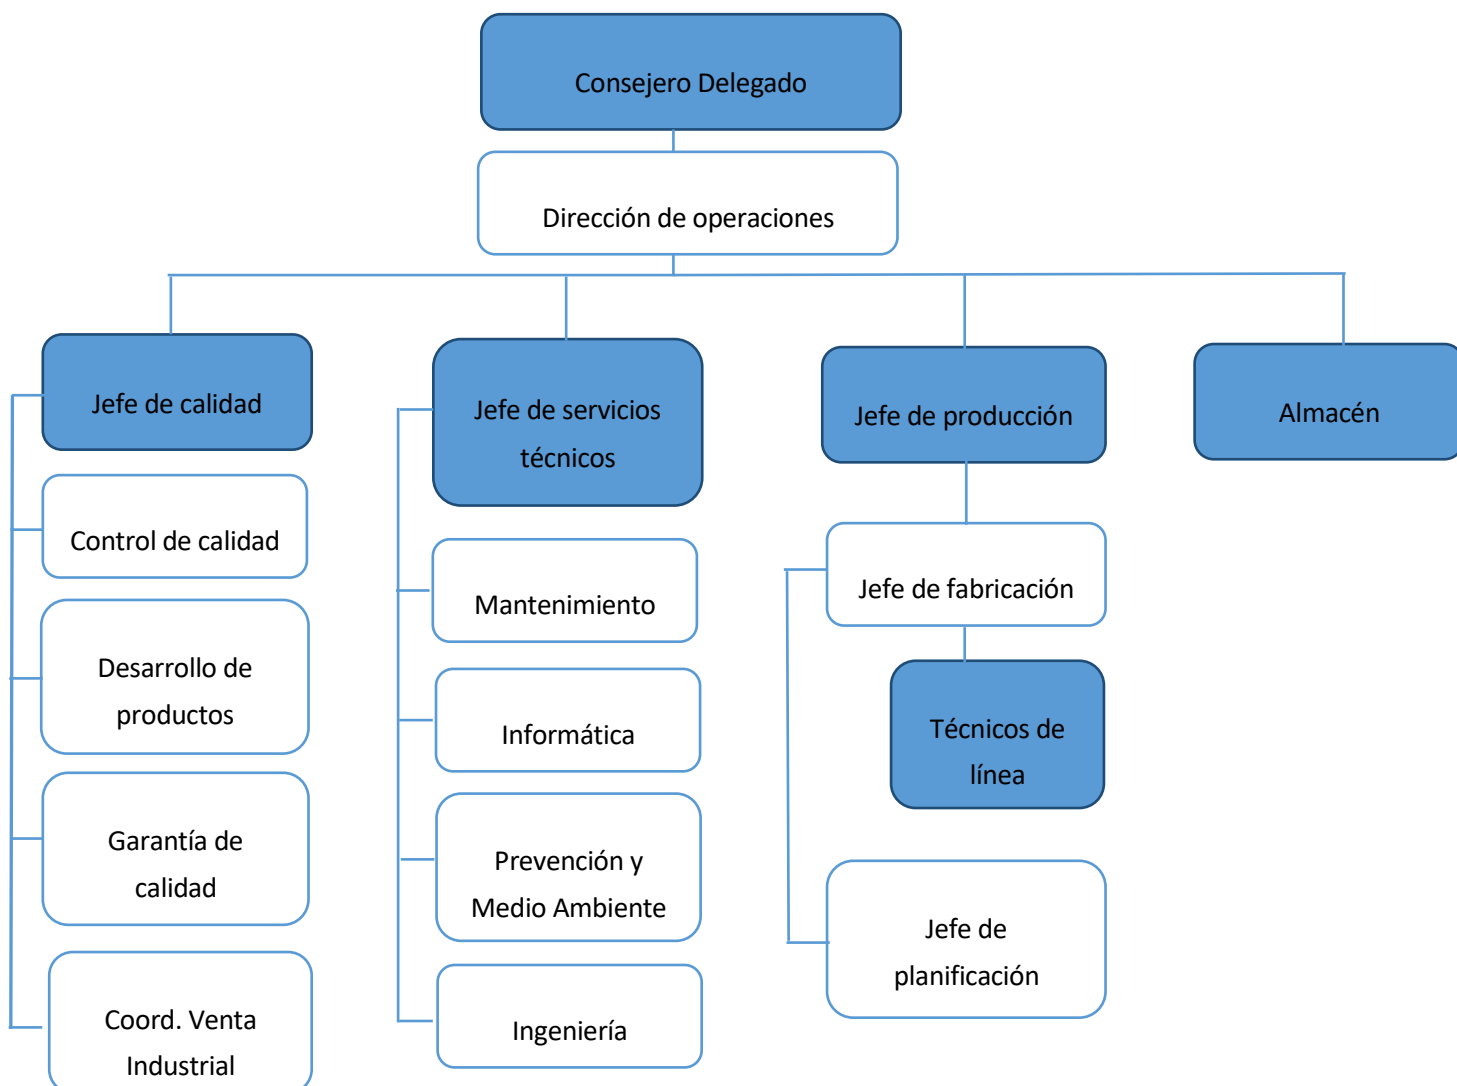 Consejero Delegado
Dirección de operaciones
Jefe de calidad
Control de calidad
Desarrollo de
productos
Garantía de
calidad
Coord. Venta
Industrial
Jefe de servicios
técnicos
Mantenimiento
Informática
Prevención y
Medio Ambiente
Ingeniería
Jefe de producción
Jefe de fabricación
Técnicos de
línea
Jefe de
planificación
Almacén